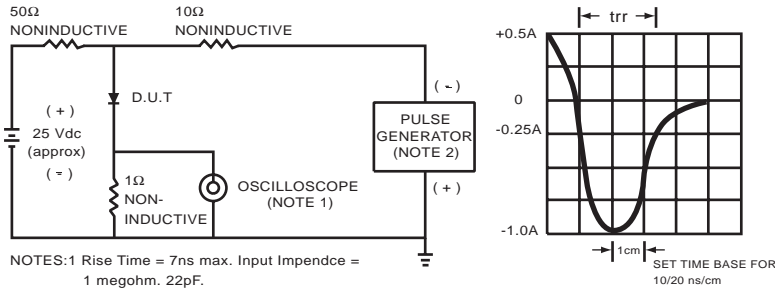 50Ω
NONINDUCTIVE
10Ω
NONINDUCTIVE
D.U.T
( + )
25 Vdc
(approx)
( - )
1Ω
NON-
INDUCTIVE
OSCILLOSCOPE
(NOTE 1)
( - )
PULSE
GENERATOR
(NOTE 2)
( + )
NOTES:1 Rise Time = 7ns max. Input Impendce =
1 megohm. 22pF.
trr
+0.5A
0
-0.25A
-1.0A
1cm
SET TIME BASE FOR
10/20 ns/cm